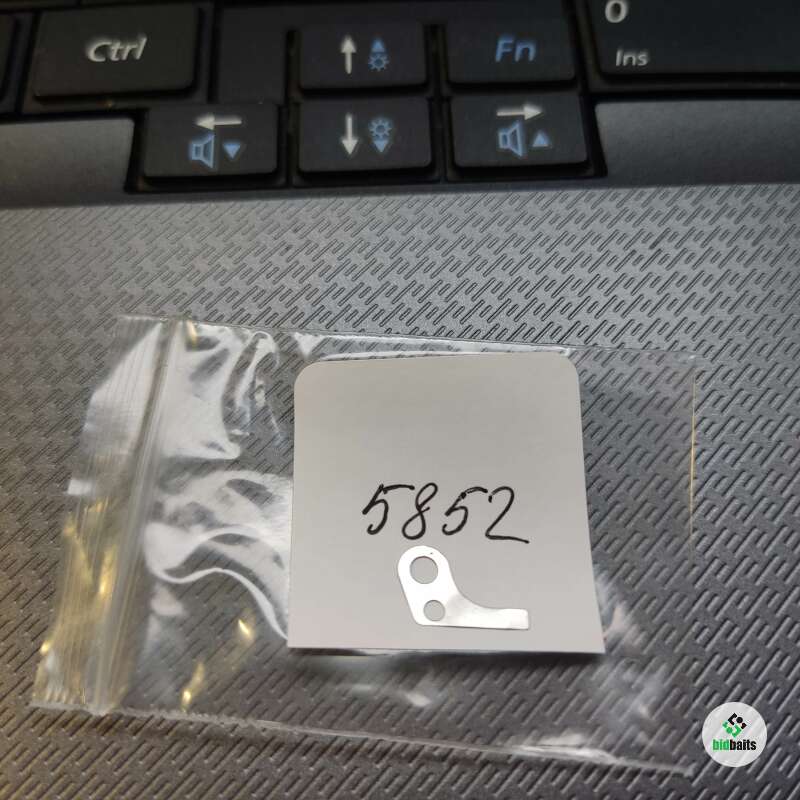 Ctrl
Fn
0
Ins
5852
bidbaits